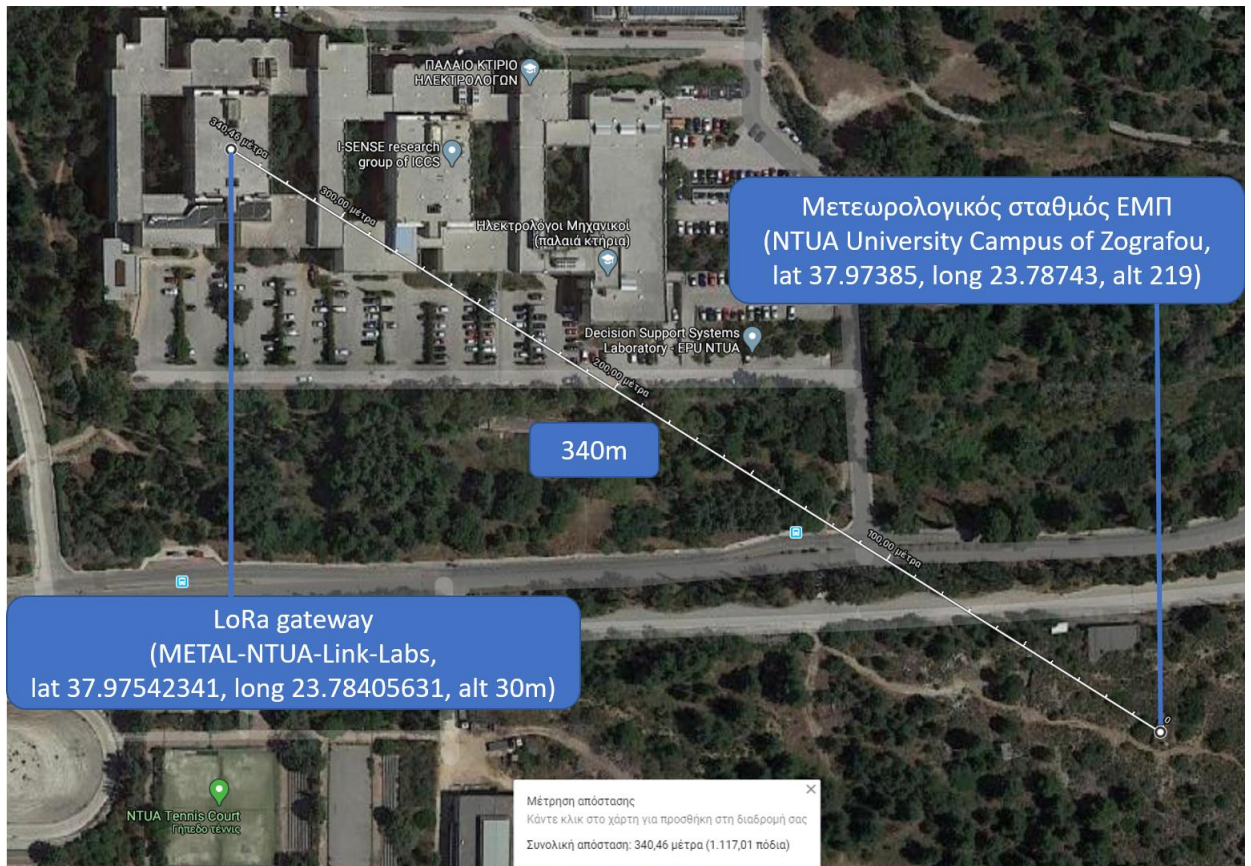 ΠΑΛΑΙΟ ΚΤΙΡΙΟ
ΗΛΕΚΤΡΟΛΟΓΩΝ
340,46 μέτρα
I-SENSE research
group of ICCS
300,00 μέτρα
Μετεωρολογικός σταθμός ΕΜΠ
(NTUA University Campus of Zografou,
lat 37.97385, long 23.78743, alt 219)
Ηλεκτρολόγοι Μηχανικοί
(παλαιά κτήρια)
Decision Support Systems
Laboratory - EPU NTUA
200,00 μέτρα
340m
100,00 μέτρα
LoRa gateway
(METAL-NTUA-Link-Labs,
lat 37.97542341, long 23.78405631, alt 30m)
0
NTUA Tennis Court
Γήπεδο τέννις
Μέτρηση απόστασης
Κάντε κλικ στο χάρτη για προσθήκη στη διαδρομή σας
Συνολική απόσταση: 340,46 μέτρα (1.117,01 πόδια)